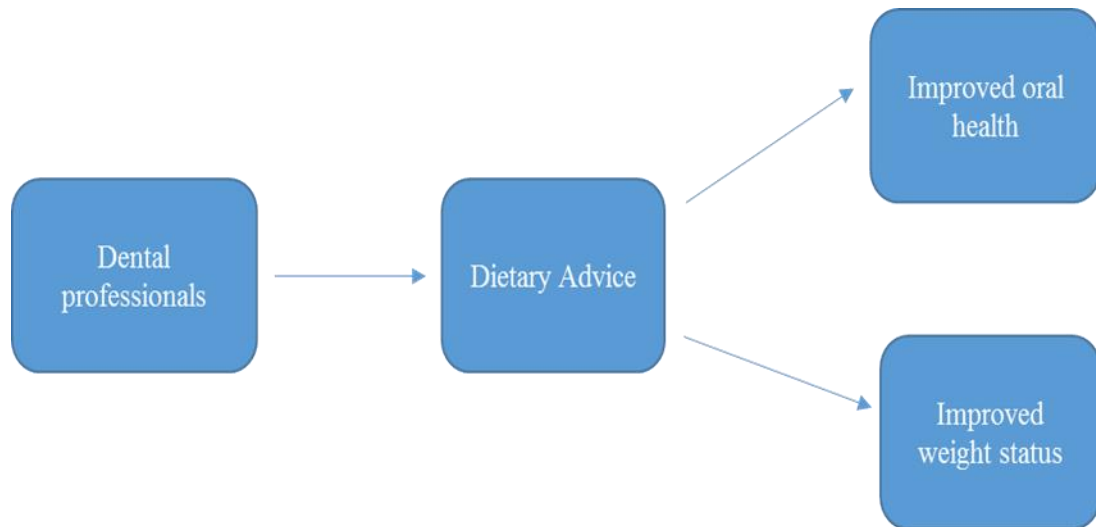 Dental
professionals
Dietary Advice
Improved oral
health
Improved
weight status